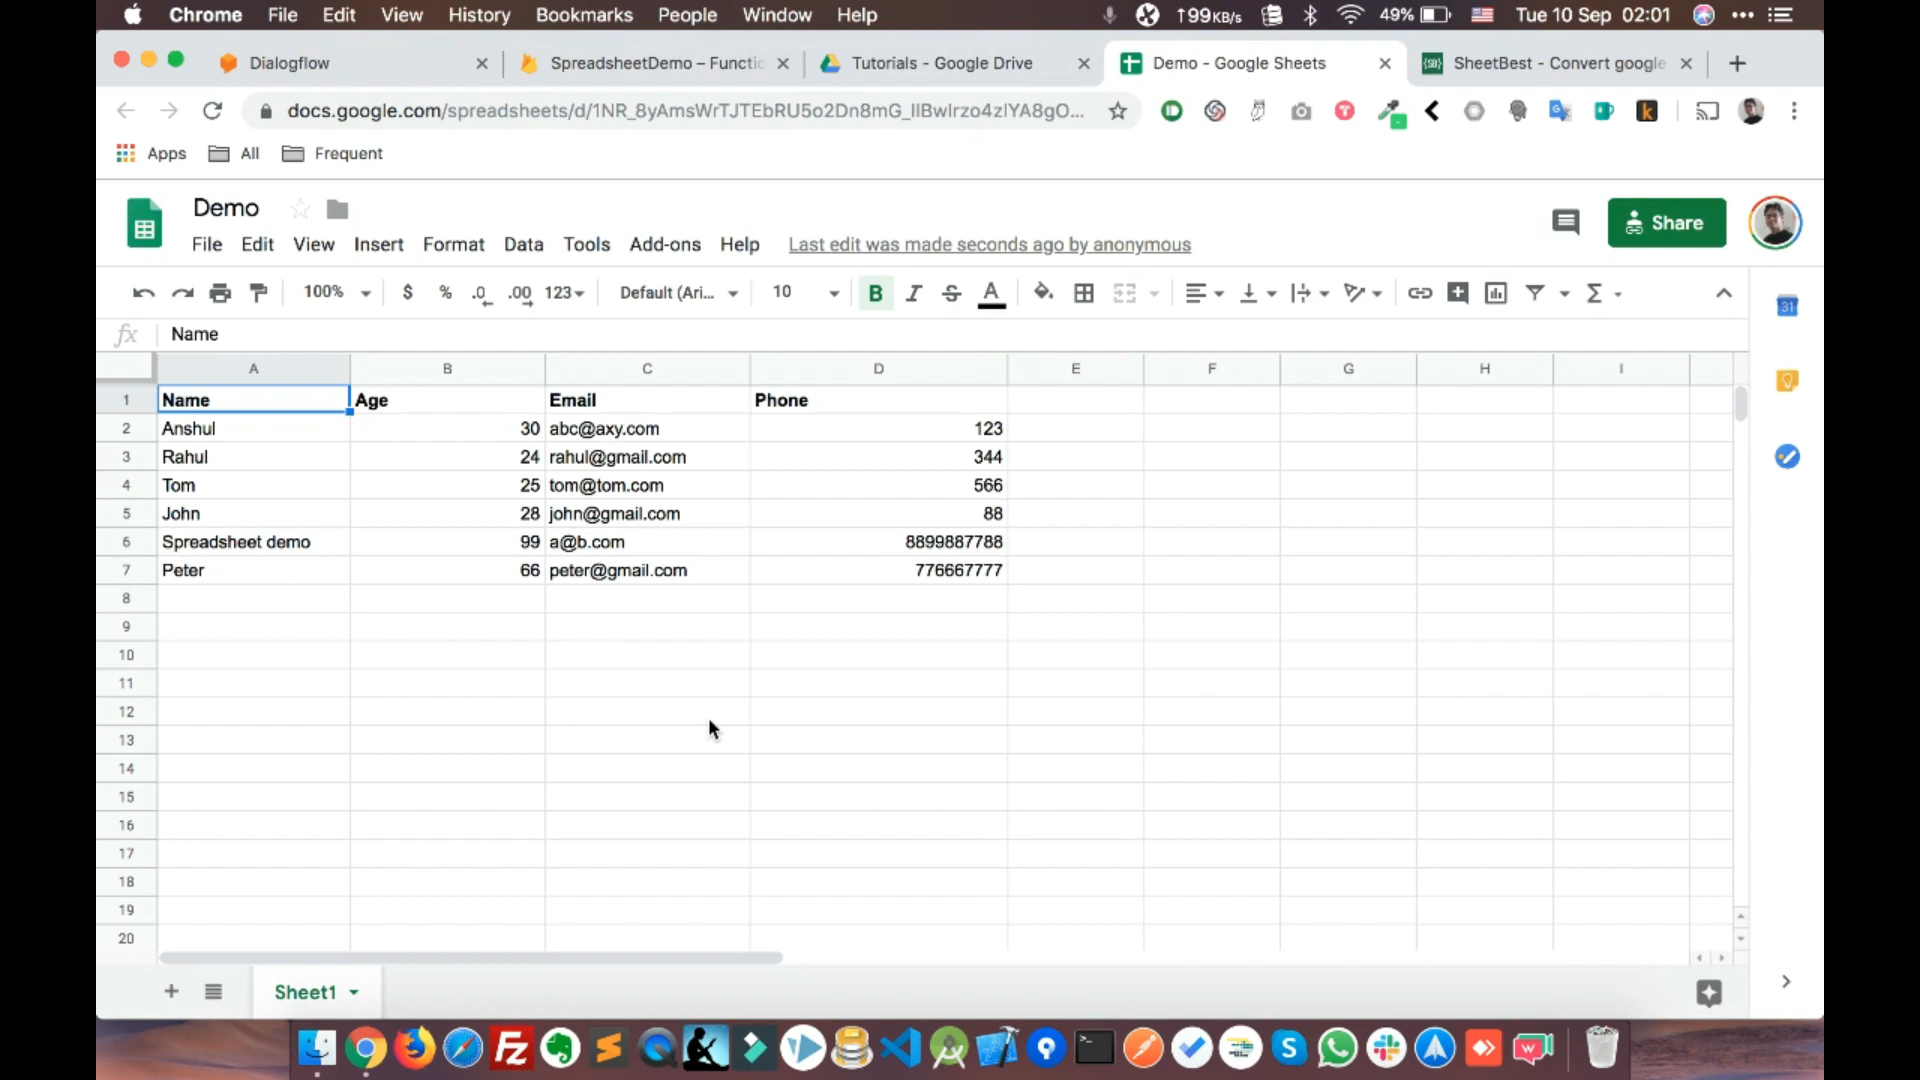 Chrome File Edit View History Bookmarks People Window Help ↑99KB/s 49% Tue 10 Sep 02:01
Dialogflow SpreadsheetDemo – Functio Tutorials - Google Drive Demo - Google Sheets SheetBest - Convert google
docs.google.com/spreadsheets/d/
Apps All Frequent
Demo
Share
File Edit View Insert Format Data Tools Add-ons Help Last edit was made seconds ago by anonymous
100% $ % .0 .00 123 Default (Ari... 10 B I S A Σ
fx Name
A B C D E F G H I
1 Name Age Email Phone
2 Anshul 30 abc@axy.com 123
3 Rahul 24 rahul@gmail.com 344
4 Tom 25 tom@tom.com 566
5 John 28 john@gmail.com 88
6 Spreadsheet demo 99 a@b.com 8899887788
7 Peter 66 peter@gmail.com 776667777
8
9
10
11
12
13
14
15
16
17
18
19
20
Sheet1